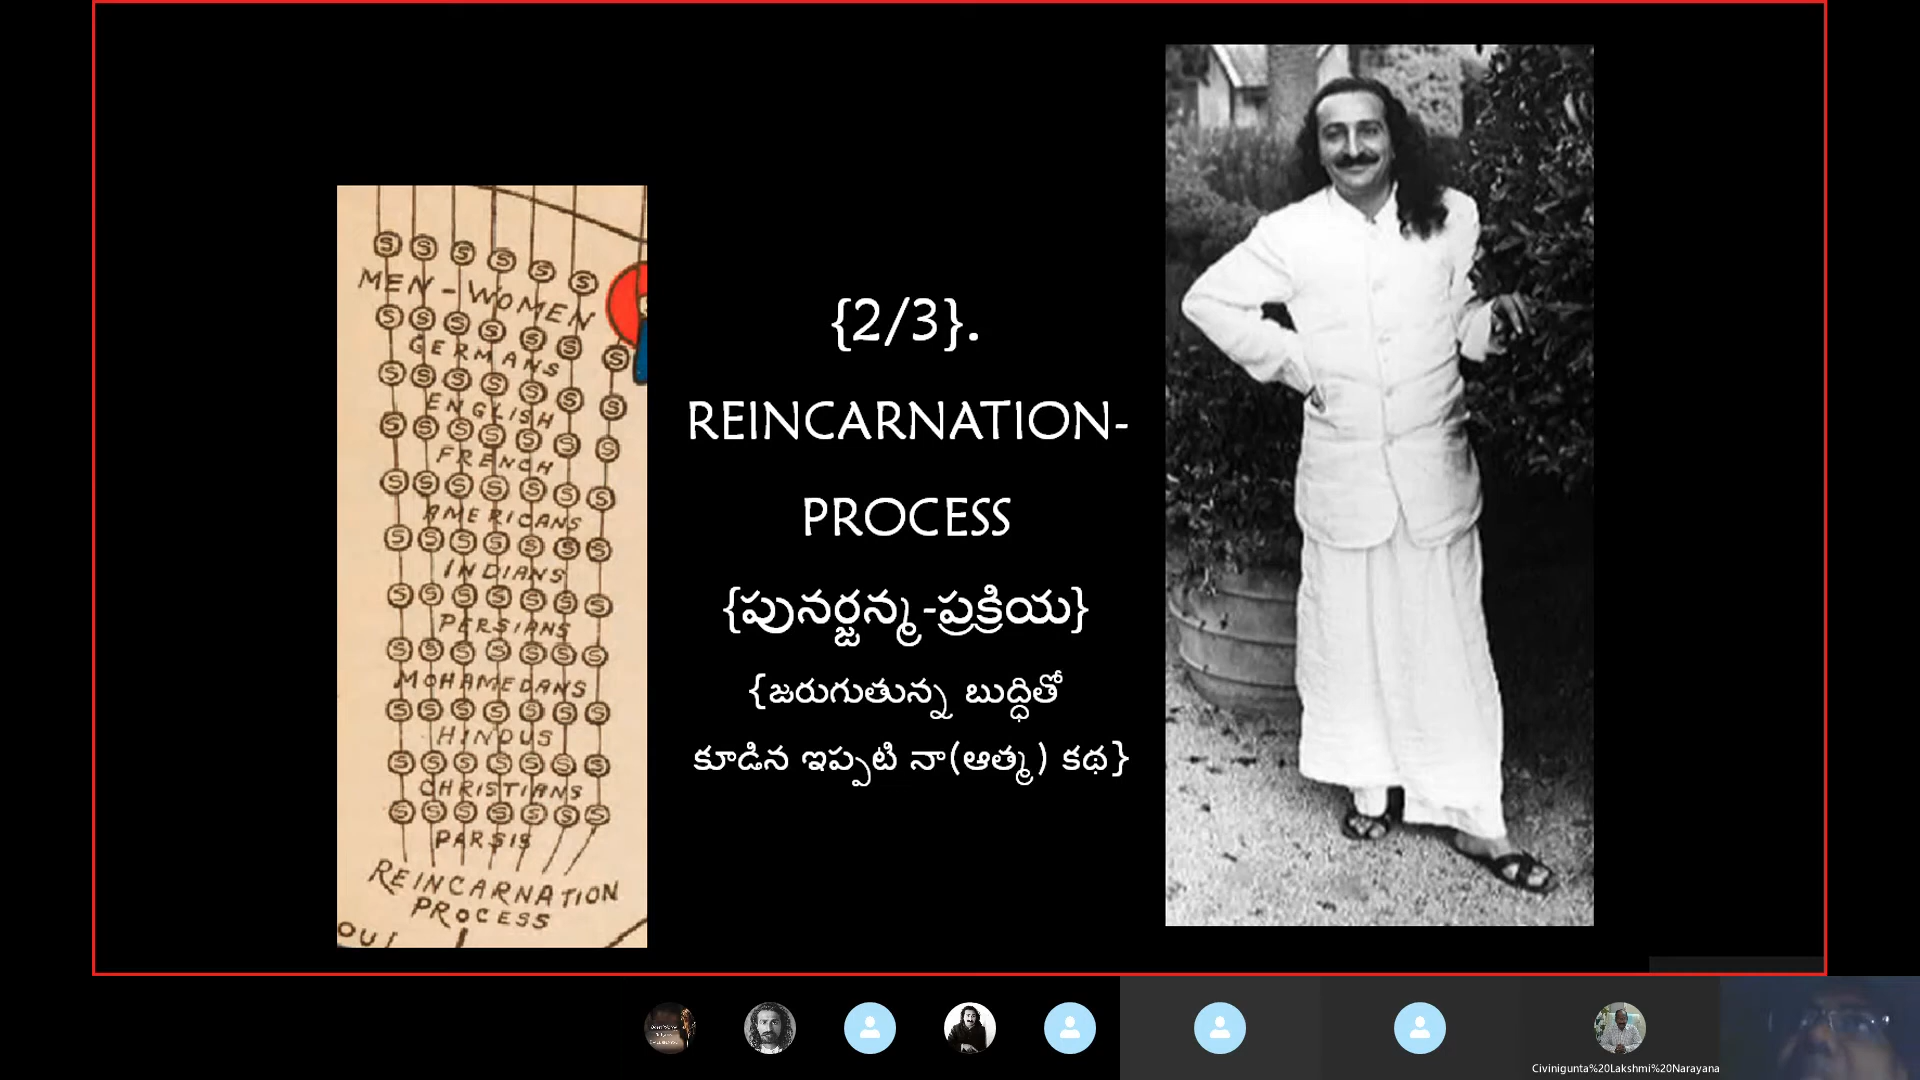 MEN - WOMEN
GERMANS
ENGLISH
FRENCH
AMERICANS
INDIANS
PERSIANS
MOHAMEDANS
HINDUS
CHRISTIANS
PARSIS
REINCARNATION
PROCESS
OUT
{2/3}.
REINCARNATION-
PROCESS
{పునర్జన్మ-ప్రక్రియ}
{జరుగుతున్న బుద్ధితో
కూడిన ఇప్పటి నా(ఆత్మ) కథ}
Civinigunta%20Lakshmi%20Narayana